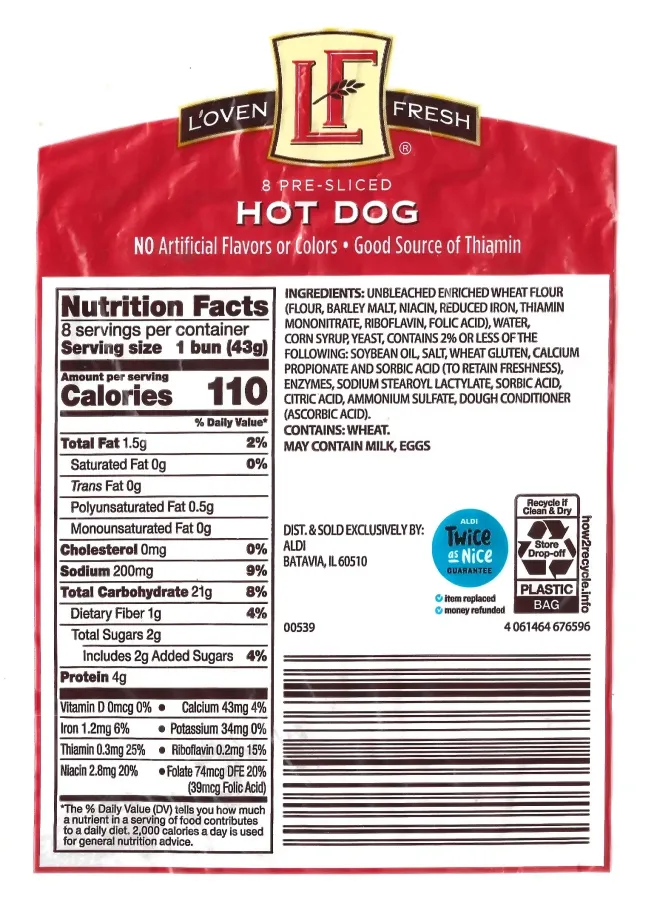 L'OVEN LF FRESH
®
8 PRE-SLICED
HOT DOG
NO Artificial Flavors or Colors • Good Source of Thiamin
Nutrition Facts
8 servings per container
Serving size 1 bun (43g)
Amount per serving
Calories 110
% Daily Value*
Total Fat 1.5g 2%
Saturated Fat 0g 0%
Trans Fat 0g
Polyunsaturated Fat 0.5g
Monounsaturated Fat 0g
Cholesterol 0mg 0%
Sodium 200mg 9%
Total Carbohydrate 21g 8%
Dietary Fiber 1g 4%
Total Sugars 2g
Includes 2g Added Sugars 4%
Protein 4g
Vitamin D 0mcg 0% • Calcium 43mg 4%
Iron 1.2mg 6% • Potassium 34mg 0%
Thiamin 0.3mg 25% • Riboflavin 0.2mg 15%
Niacin 2.8mg 20% • Folate 74mcg DFE 20%
(39mcg Folic Acid)
*The % Daily Value (DV) tells you how much
a nutrient in a serving of food contributes
to a daily diet. 2,000 calories a day is used
for general nutrition advice.
INGREDIENTS: UNBLEACHED ENRICHED WHEAT FLOUR
(FLOUR, BARLEY MALT, NIACIN, REDUCED IRON, THIAMIN
MONONITRATE, RIBOFLAVIN, FOLIC ACID), WATER,
CORN SYRUP, YEAST, CONTAINS 2% OR LESS OF THE
FOLLOWING: SOYBEAN OIL, SALT, WHEAT GLUTEN, CALCIUM
PROPIONATE AND SORBIC ACID (TO RETAIN FRESHNESS),
ENZYMES, SODIUM STEAROYL LACTYLATE, SORBIC ACID,
CITRIC ACID, AMMONIUM SULFATE, DOUGH CONDITIONER
(ASCORBIC ACID).
CONTAINS: WHEAT.
MAY CONTAIN MILK, EGGS
DIST. & SOLD EXCLUSIVELY BY:
ALDI
BATAVIA, IL 60510
ALDI
Twice
as Nice
GUARANTEE
item replaced
money refunded
Recycle if
Clean & Dry
Store
Drop-off
PLASTIC
BAG
how2recycle.info
00539
4 061464 676596